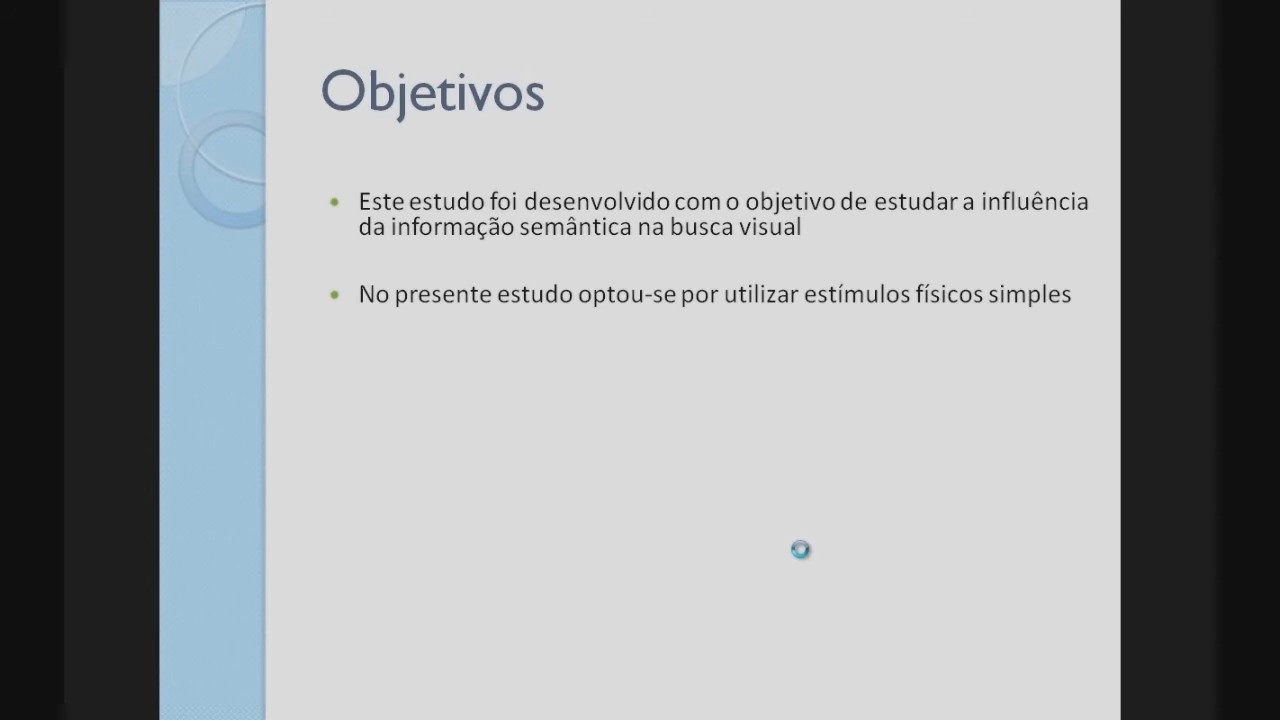 Objetivos
Este estudo foi desenvolvido com o objetivo de estudar a influência
da informação semântica na busca visual
No presente estudo optou-se por utilizar estímulos físicos simples